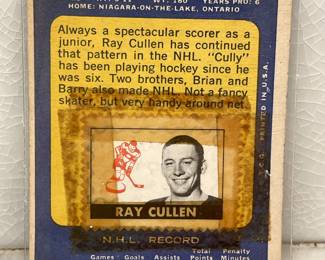 WT. 180 YEARS PRO: 6
HOME: NIAGARA-ON-THE-LAKE, ONTARIO
Always a spectacular scorer as a
junior, Ray Cullen has continued
that pattern in the NHL. "Cully"
has been playing hockey since he
was six. Two brothers, Brian and
Barry also made NHL. Not a fancy
skater, but very handy around net.
RAY CULLEN
PRINTED IN U.S.A.
N.H.L. RECORD
Total Penalty
Games Goals Assists Points Minutes